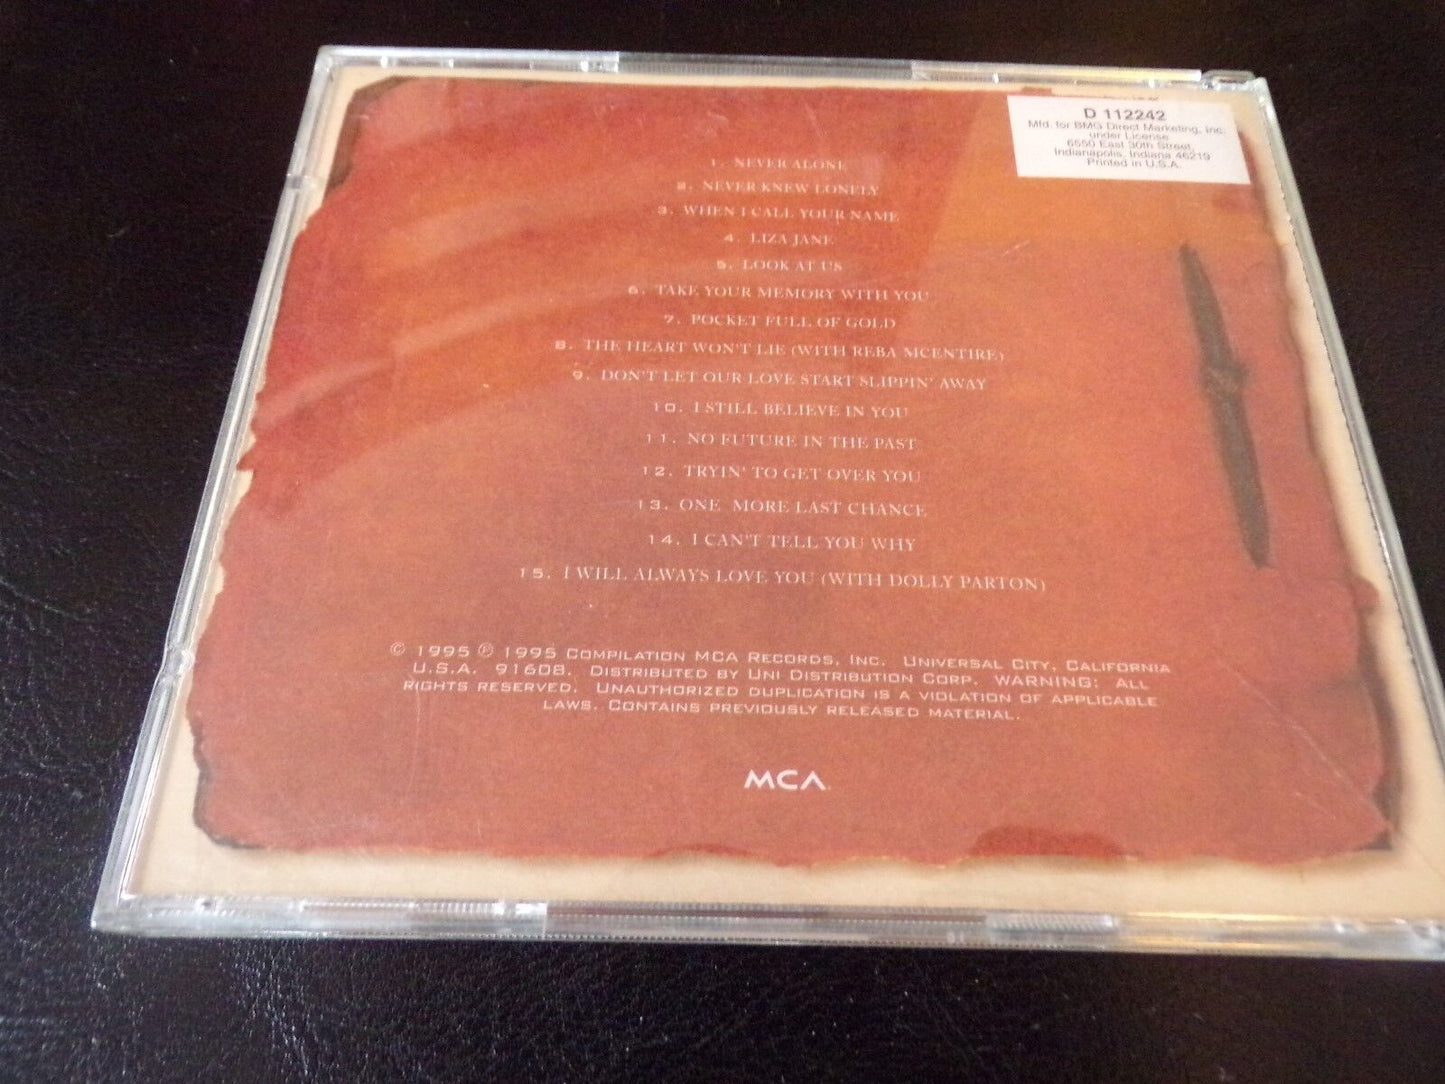 D 112242
Mfd. for BMG Direct Marketing, Inc.
under License
6550 East 30th Street,
Indianapolis, Indiana 46219
Printed in U.S.A.
1. NEVER ALONE
2. NEVER KNEW LONELY
3. WHEN I CALL YOUR NAME
4. LIZA JANE
5. LOOK AT US
6. TAKE YOUR MEMORY WITH YOU
7. POCKET FULL OF GOLD
8. THE HEART WON'T LIE (WITH REBA MCENTIRE)
9. DON'T LET OUR LOVE START SLIPPIN' AWAY
10. I STILL BELIEVE IN YOU
11. NO FUTURE IN THE PAST
12. TRYIN' TO GET OVER YOU
13. ONE MORE LAST CHANCE
14. I CAN'T TELL YOU WHY
15. I WILL ALWAYS LOVE YOU (WITH DOLLY PARTON)
© 1995 ℗ 1995 COMPILATION MCA RECORDS, INC. UNIVERSAL CITY, CALIFORNIA
U.S.A. 91608. DISTRIBUTED BY UNI DISTRIBUTION CORP. WARNING: ALL
RIGHTS RESERVED. UNAUTHORIZED DUPLICATION IS A VIOLATION OF APPLICABLE
LAWS. CONTAINS PREVIOUSLY RELEASED MATERIAL.
MCA